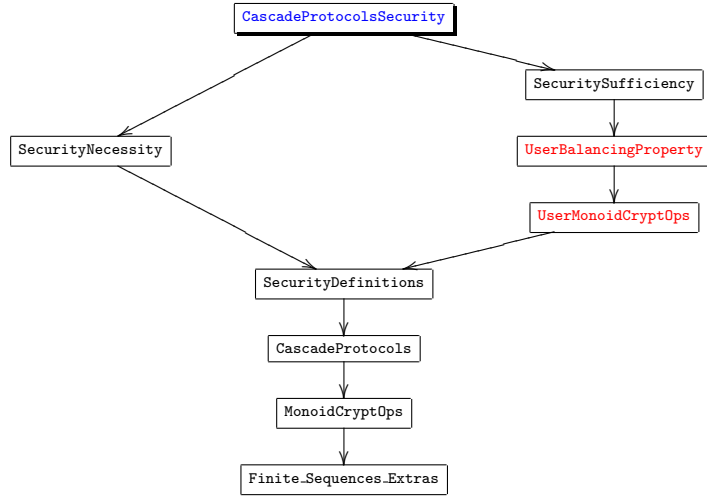 CascadeProtocolsSecurity
SecuritySufficiency
SecurityNecessity
UserBalancingProperty
UserMonoidCryptOps
SecurityDefinitions
CascadeProtocols
MonoidCryptOps
Finite_Sequences_Extras